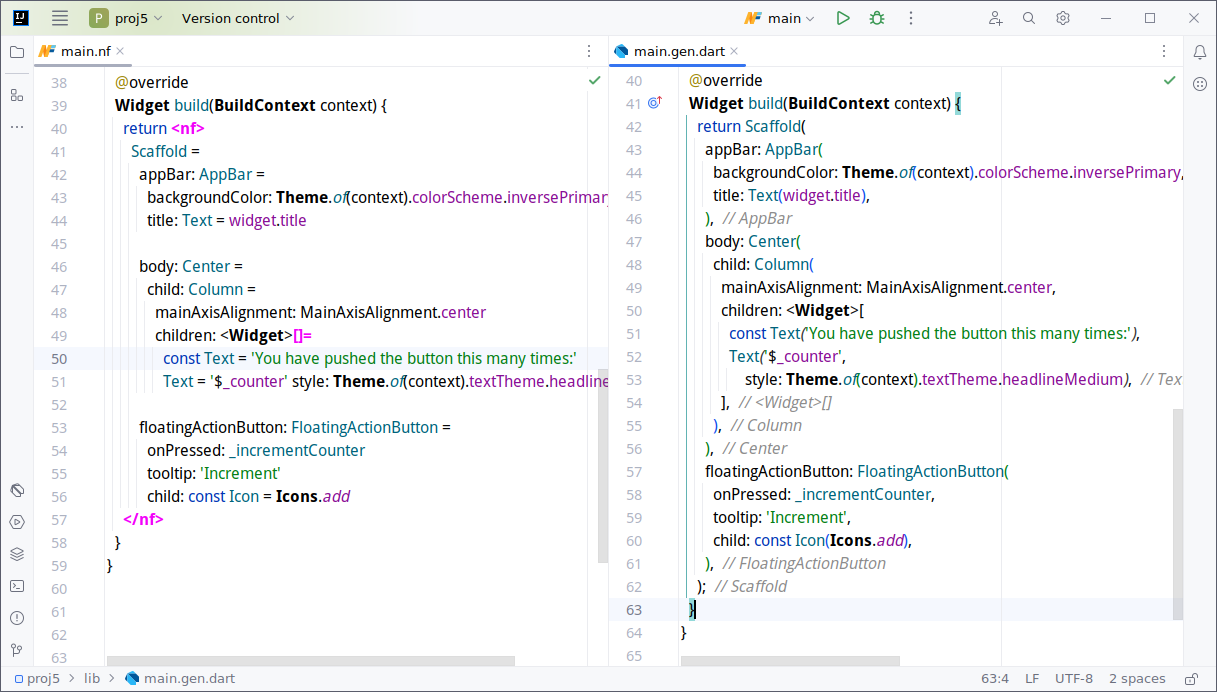 IJ P proj5 Version control NF main
NF main.nf
38 @override
39 Widget build(BuildContext context) {
40 return <nf>
41 Scaffold =
42 appBar: AppBar =
43 backgroundColor: Theme.of(context).colorScheme.inversePrimar
44 title: Text = widget.title
45
46 body: Center =
47 child: Column =
48 mainAxisAlignment: MainAxisAlignment.center
49 children: <Widget>[]=
50 const Text = 'You have pushed the button this many times:'
51 Text = '$_counter' style: Theme.of(context).textTheme.headline
52
53 floatingActionButton: FloatingActionButton =
54 onPressed: _incrementCounter
55 tooltip: 'Increment'
56 child: const Icon = Icons.add
57 </nf>
58 }
59 }
60
61
62
63
main.gen.dart
40 @override
41 Widget build(BuildContext context) {
42 return Scaffold(
43 appBar: AppBar(
44 backgroundColor: Theme.of(context).colorScheme.inversePrimary,
45 title: Text(widget.title),
46 ), // AppBar
47 body: Center(
48 child: Column(
49 mainAxisAlignment: MainAxisAlignment.center,
50 children: <Widget>[
51 const Text('You have pushed the button this many times:'),
52 Text('$_counter',
53 style: Theme.of(context).textTheme.headlineMedium), // Tex
54 ], // <Widget>[]
55 ), // Column
56 ), // Center
57 floatingActionButton: FloatingActionButton(
58 onPressed: _incrementCounter,
59 tooltip: 'Increment',
60 child: const Icon(Icons.add),
61 ), // FloatingActionButton
62 ); // Scaffold
63 }
64 }
65
proj5 > lib > main.gen.dart 63:4 LF UTF-8 2 spaces